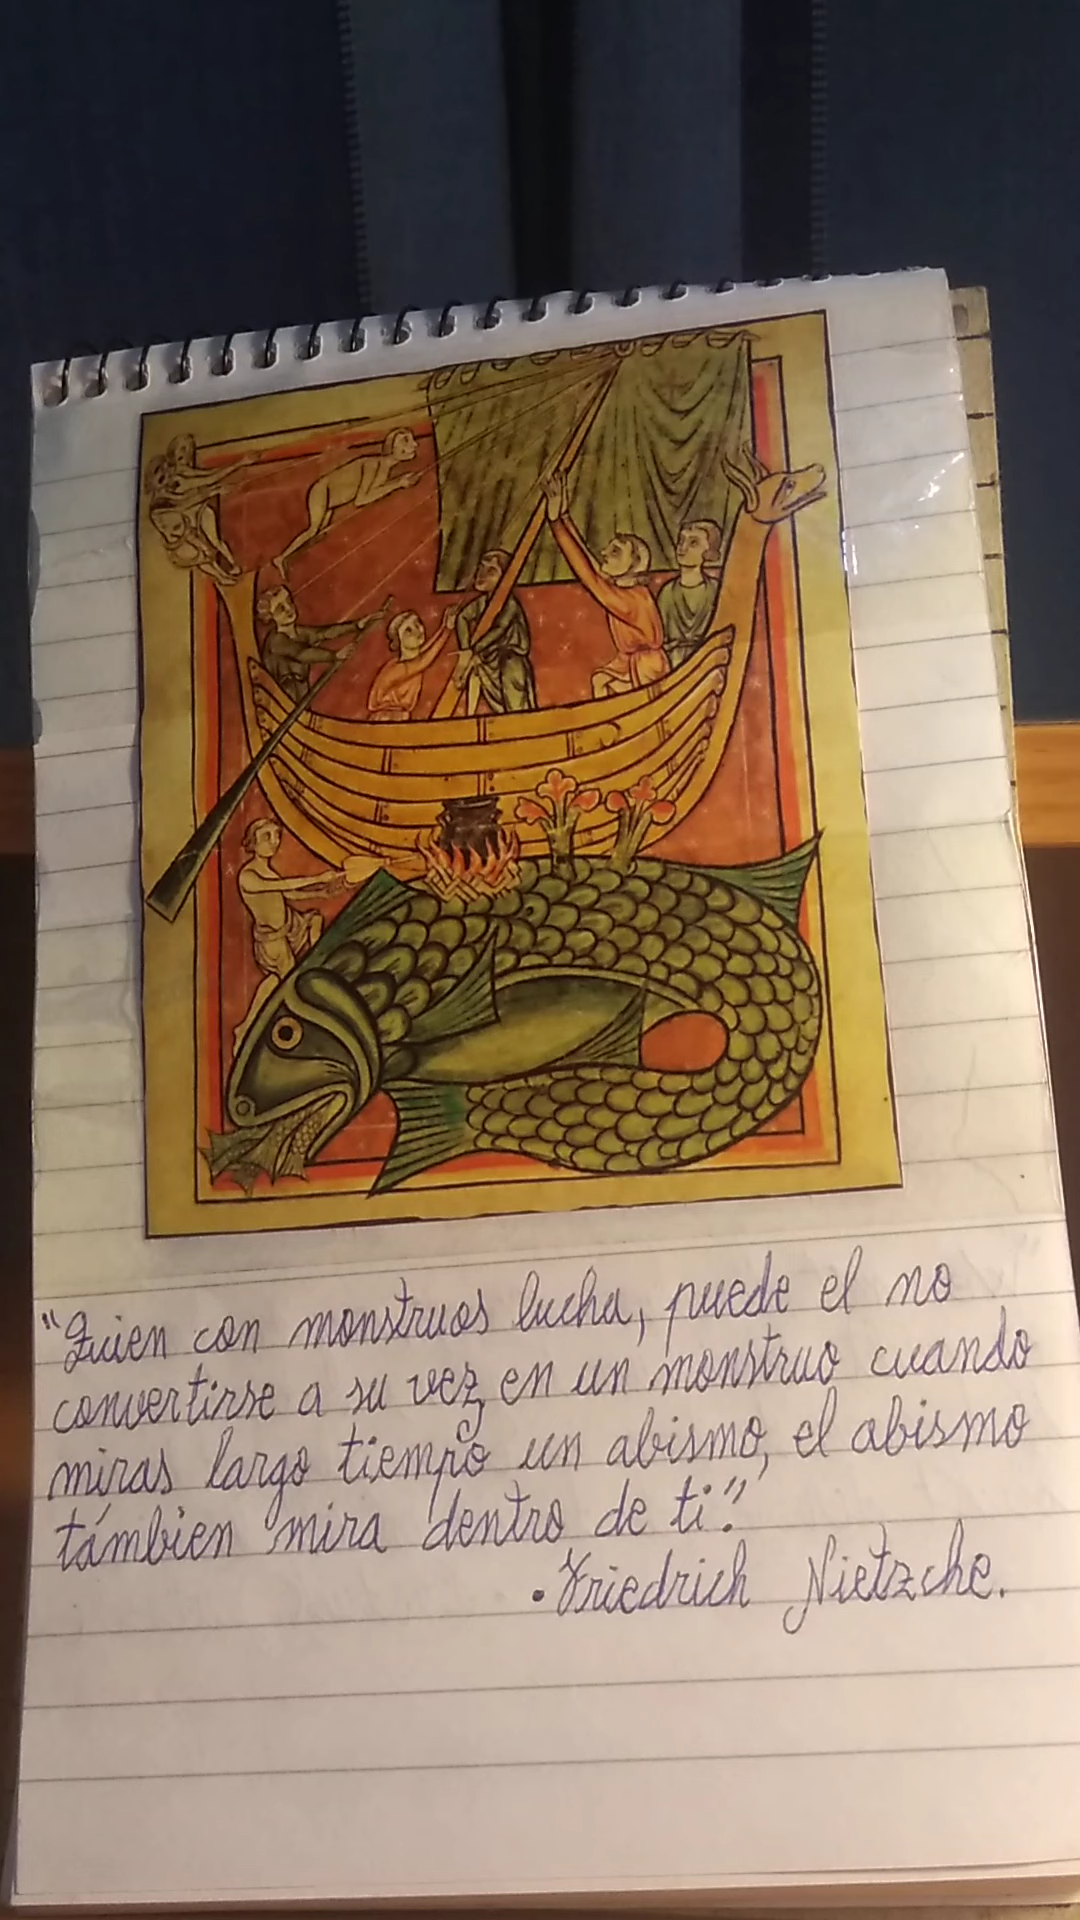 "Quien con monstruos lucha, puede el no
convertirse a su vez en un monstruo cuando
miras largo tiempo un abismo, el abismo
támbien mira dentro de ti."
•Friedrich Nietzche.